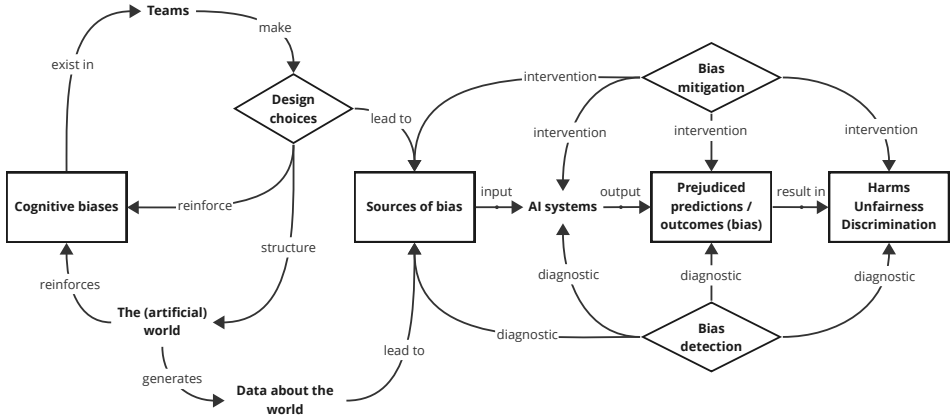 Teams
make
exist in
Design
choices
lead to
intervention
Bias
mitigation
intervention
intervention
intervention
Cognitive biases
reinforce
Sources of bias
input
AI systems
output
Prejudiced
predictions /
outcomes (bias)
result in
Harms
Unfairness
Discrimination
structure
reinforces
diagnostic
diagnostic
diagnostic
The (artificial)
world
diagnostic
Bias
detection
lead to
generates
Data about the
world